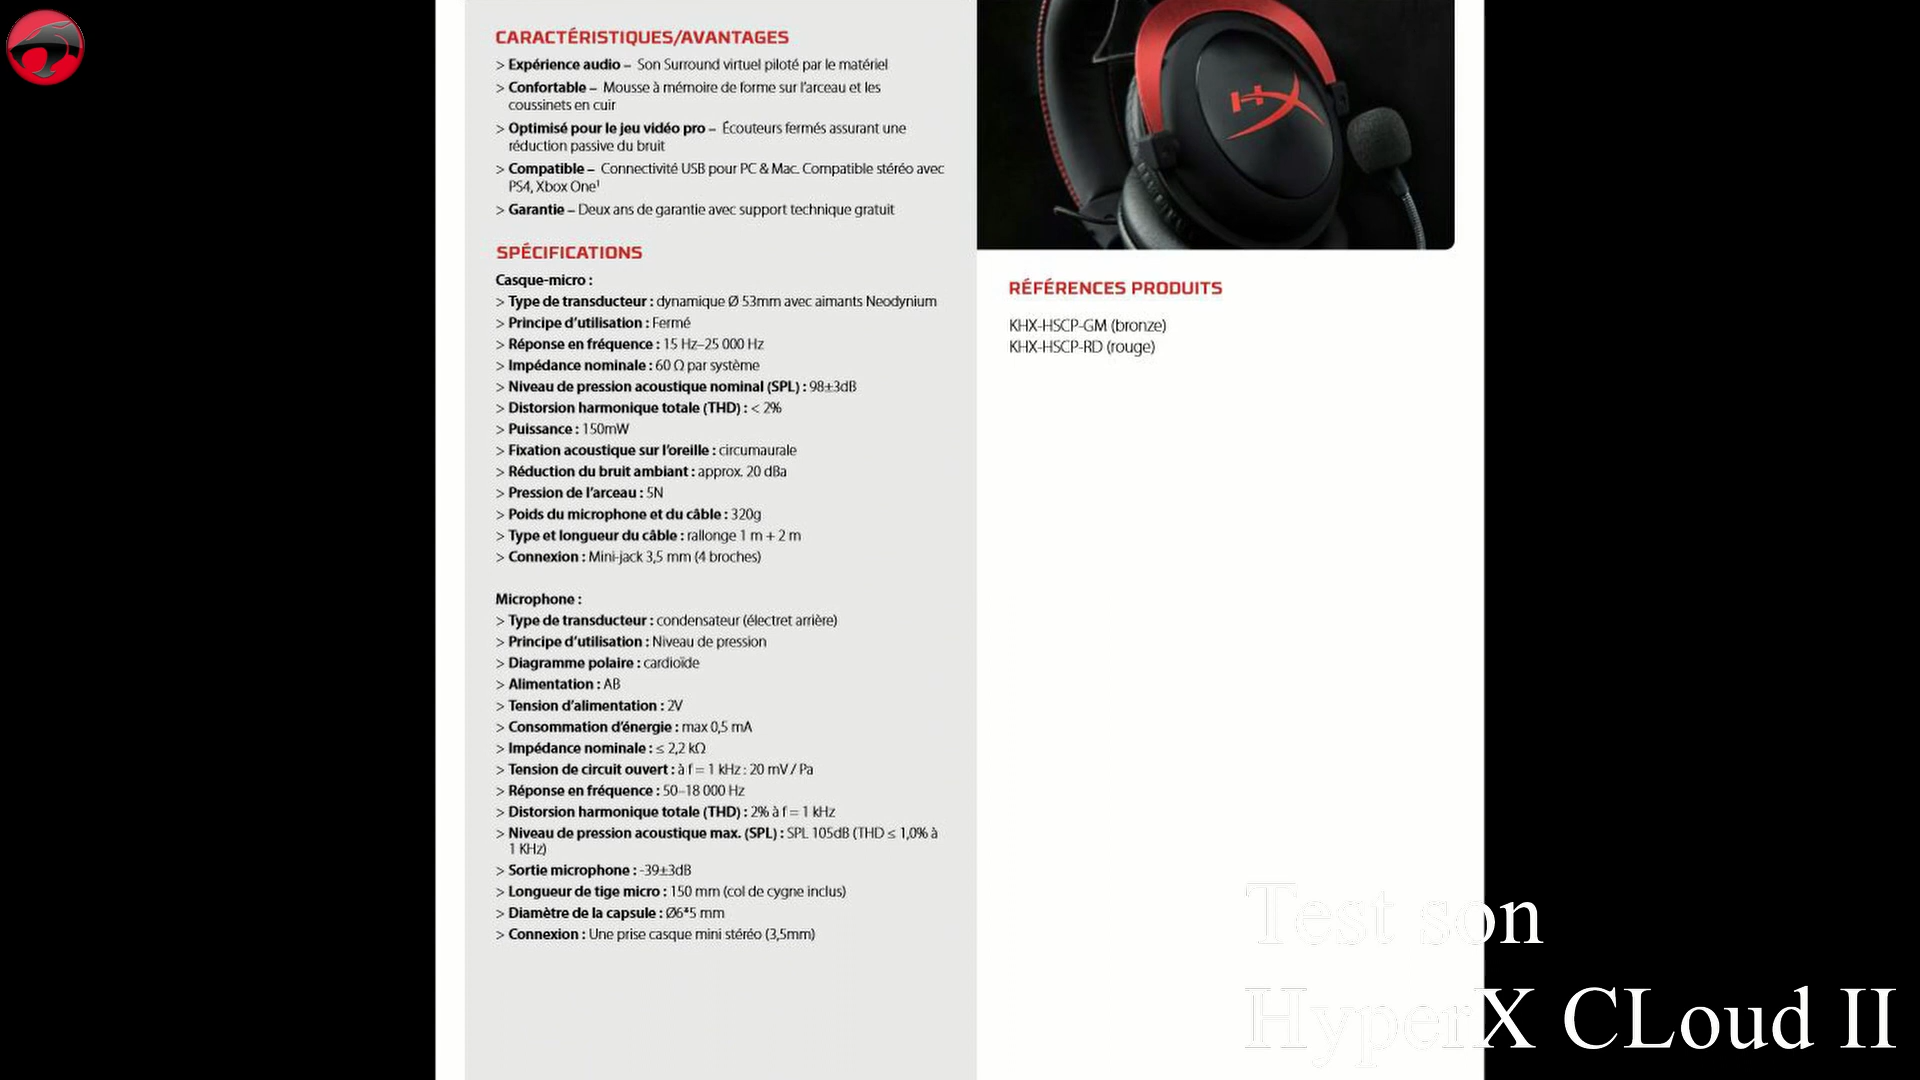 CARACTÉRISTIQUES/AVANTAGES
> Expérience audio – Son Surround virtuel piloté par le matériel
> Confortable – Mousse à mémoire de forme sur l'arceau et les
coussinets en cuir
> Optimisé pour le jeu vidéo pro – Écouteurs fermés assurant une
réduction passive du bruit
> Compatible – Connectivité USB pour PC & Mac. Compatible stéréo avec
PS4, Xbox One¹
> Garantie – Deux ans de garantie avec support technique gratuit
SPÉCIFICATIONS
Casque-micro :
> Type de transducteur : dynamique Ø 53mm avec aimants Neodynium
> Principe d'utilisation : Fermé
> Réponse en fréquence : 15 Hz–25 000 Hz
> Impédance nominale : 60 Ω par système
> Niveau de pression acoustique nominal (SPL) : 98±3dB
> Distorsion harmonique totale (THD) : < 2%
> Puissance : 150mW
> Fixation acoustique sur l'oreille : circumaurale
> Réduction du bruit ambiant : approx. 20 dBa
> Pression de l'arceau : 5N
> Poids du microphone et du câble : 320g
> Type et longueur du câble : rallonge 1 m + 2 m
> Connexion : Mini-jack 3,5 mm (4 broches)
Microphone :
> Type de transducteur : condensateur (électret arrière)
> Principe d'utilisation : Niveau de pression
> Diagramme polaire : cardioïde
> Alimentation : AB
> Tension d'alimentation : 2V
> Consommation d'énergie : max 0,5 mA
> Impédance nominale : ≤ 2,2 kΩ
> Tension de circuit ouvert : à f = 1 kHz : 20 mV / Pa
> Réponse en fréquence : 50–18 000 Hz
> Distorsion harmonique totale (THD) : 2% à f = 1 kHz
> Niveau de pression acoustique max. (SPL) : SPL 105dB (THD ≤ 1,0% à
1 KHz)
> Sortie microphone : -39±3dB
> Longueur de tige micro : 150 mm (col de cygne inclus)
> Diamètre de la capsule : Ø6*5 mm
> Connexion : Une prise casque mini stéréo (3,5mm)
HX
RÉFÉRENCES PRODUITS
KHX-HSCP-GM (bronze)
KHX-HSCP-RD (rouge)
Test son
HyperX CLoud II